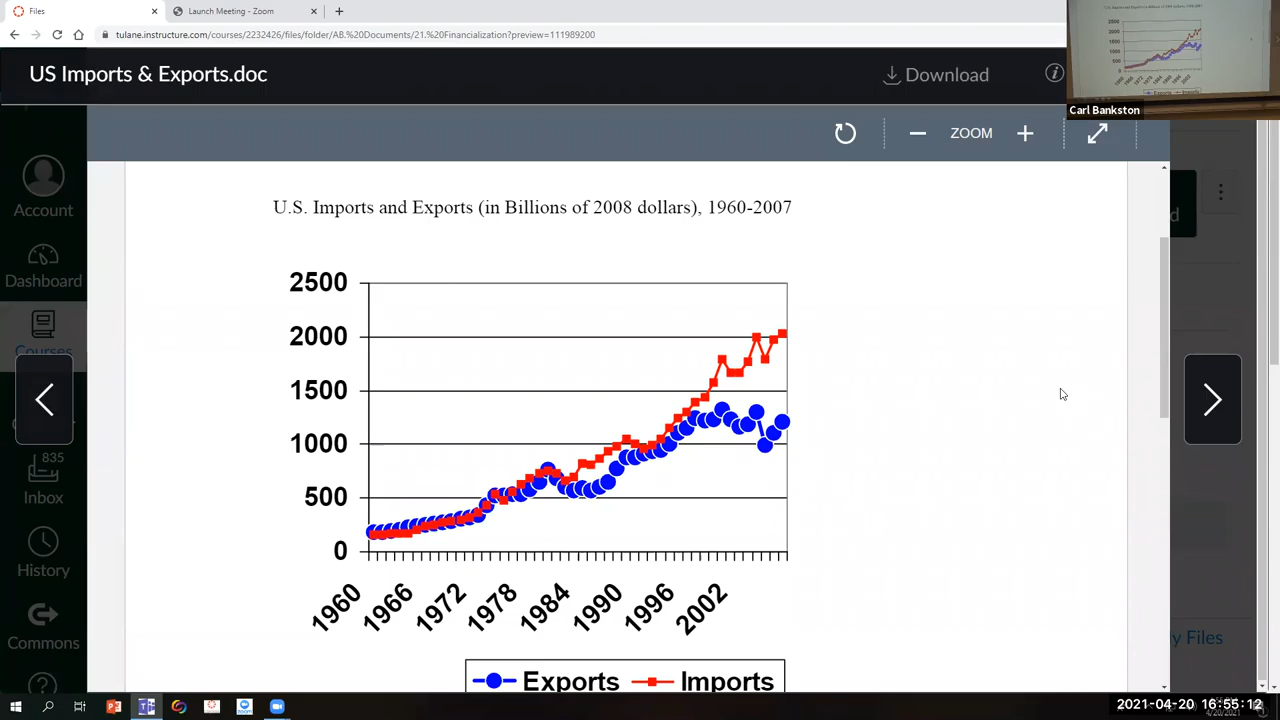 Files
Launch Meeting - Zoom
tulane.instructure.com/courses/2232426/files/folder/A8.%20Documents/21.%20Financialization?preview=111989200
US Imports & Exports.doc
Download
Carl Bankston
ZOOM
Account
Dashboard
Courses
835
Inbox
History
Commons
U.S. Imports and Exports (in Billions of 2008 dollars), 1960-2007
2500
2000
1500
1000
500
0
1960 1966 1972 1978 1984 1990 1996 2002
Exports Imports
y Files
2021-04-20 16:55:12